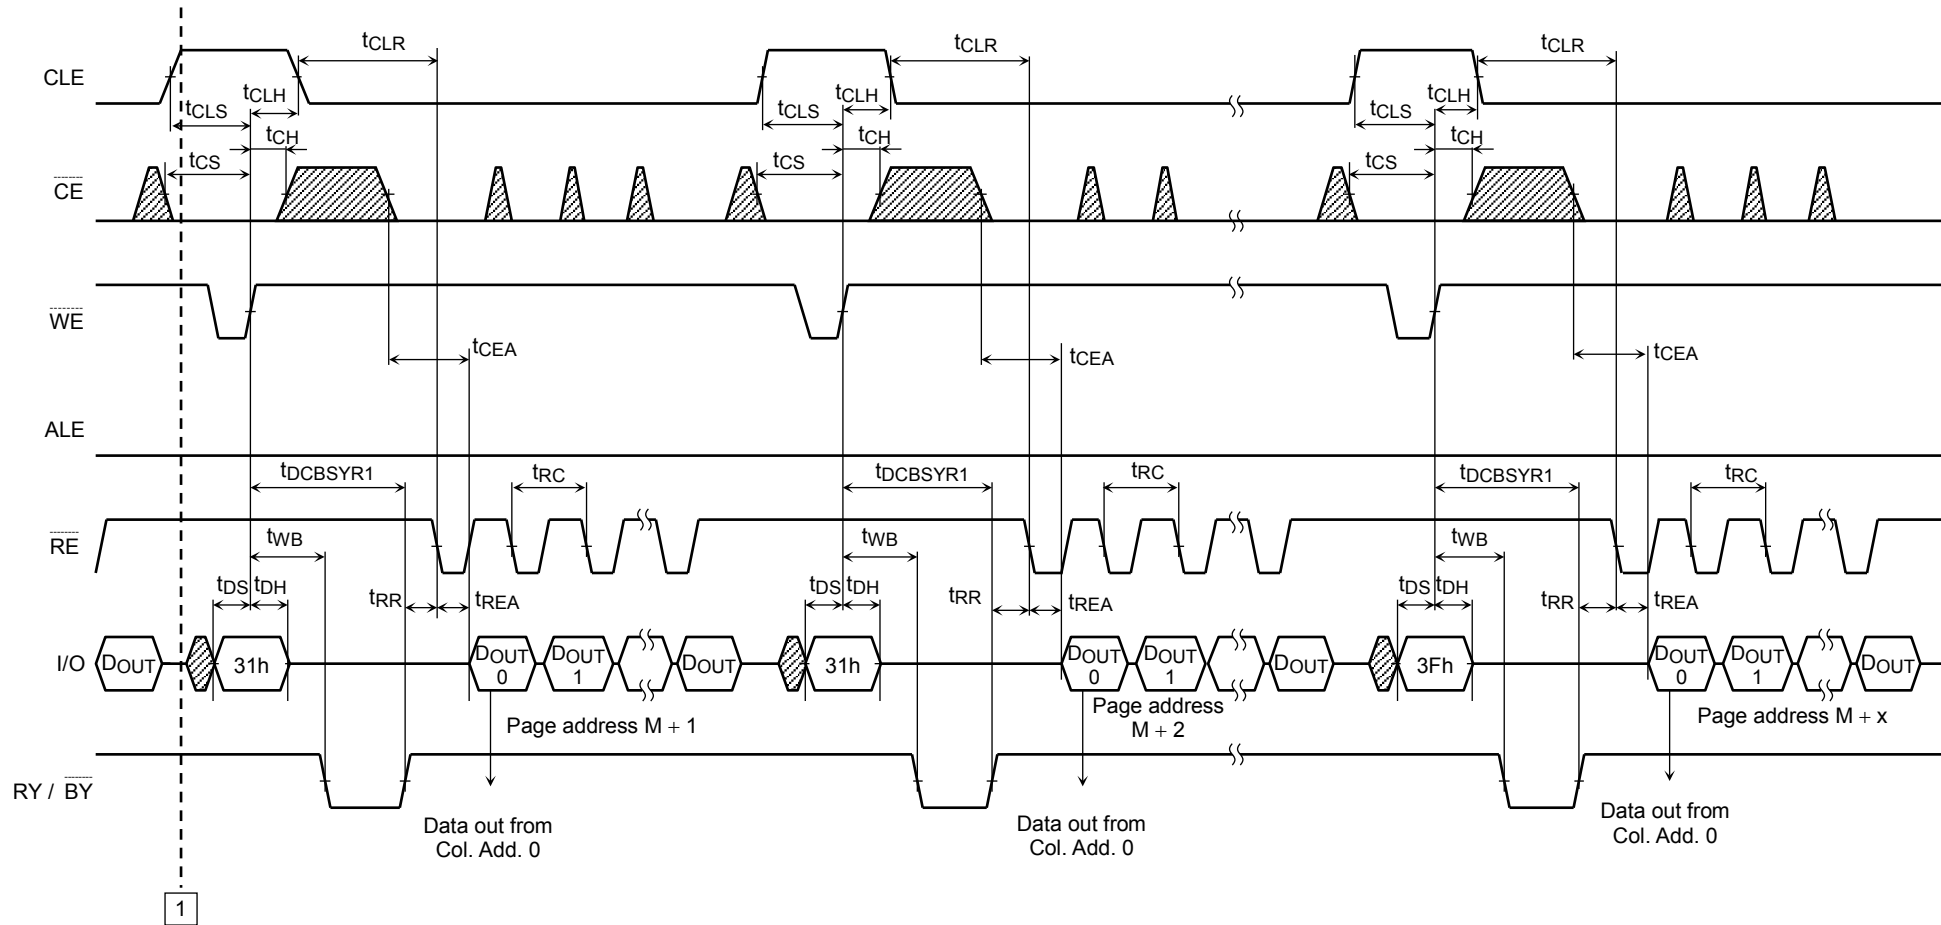 tCLR tCLR tCLR
CLE
tCLH tCLH tCLH
tCLS tCLS tCLS
tCH tCH tCH
tCS tCS tCS
CE
WE
tCEA tCEA tCEA
ALE
tDCBSYR1 tRC tDCBSYR1 tRC tDCBSYR1 tRC
RE
tWB tWB tWB
tDS tDH tDS tDH tDS tDH
tRR tREA tRR tREA tRR tREA
I/O DOUT 31h DOUT 0 DOUT 1 DOUT 31h DOUT 0 DOUT 1 DOUT 3Fh DOUT 0 DOUT 1 DOUT
Page address M + 1
Page address
M + 2
Page address M + x
RY / BY
Data out from
Col. Add. 0
Data out from
Col. Add. 0
Data out from
Col. Add. 0
1